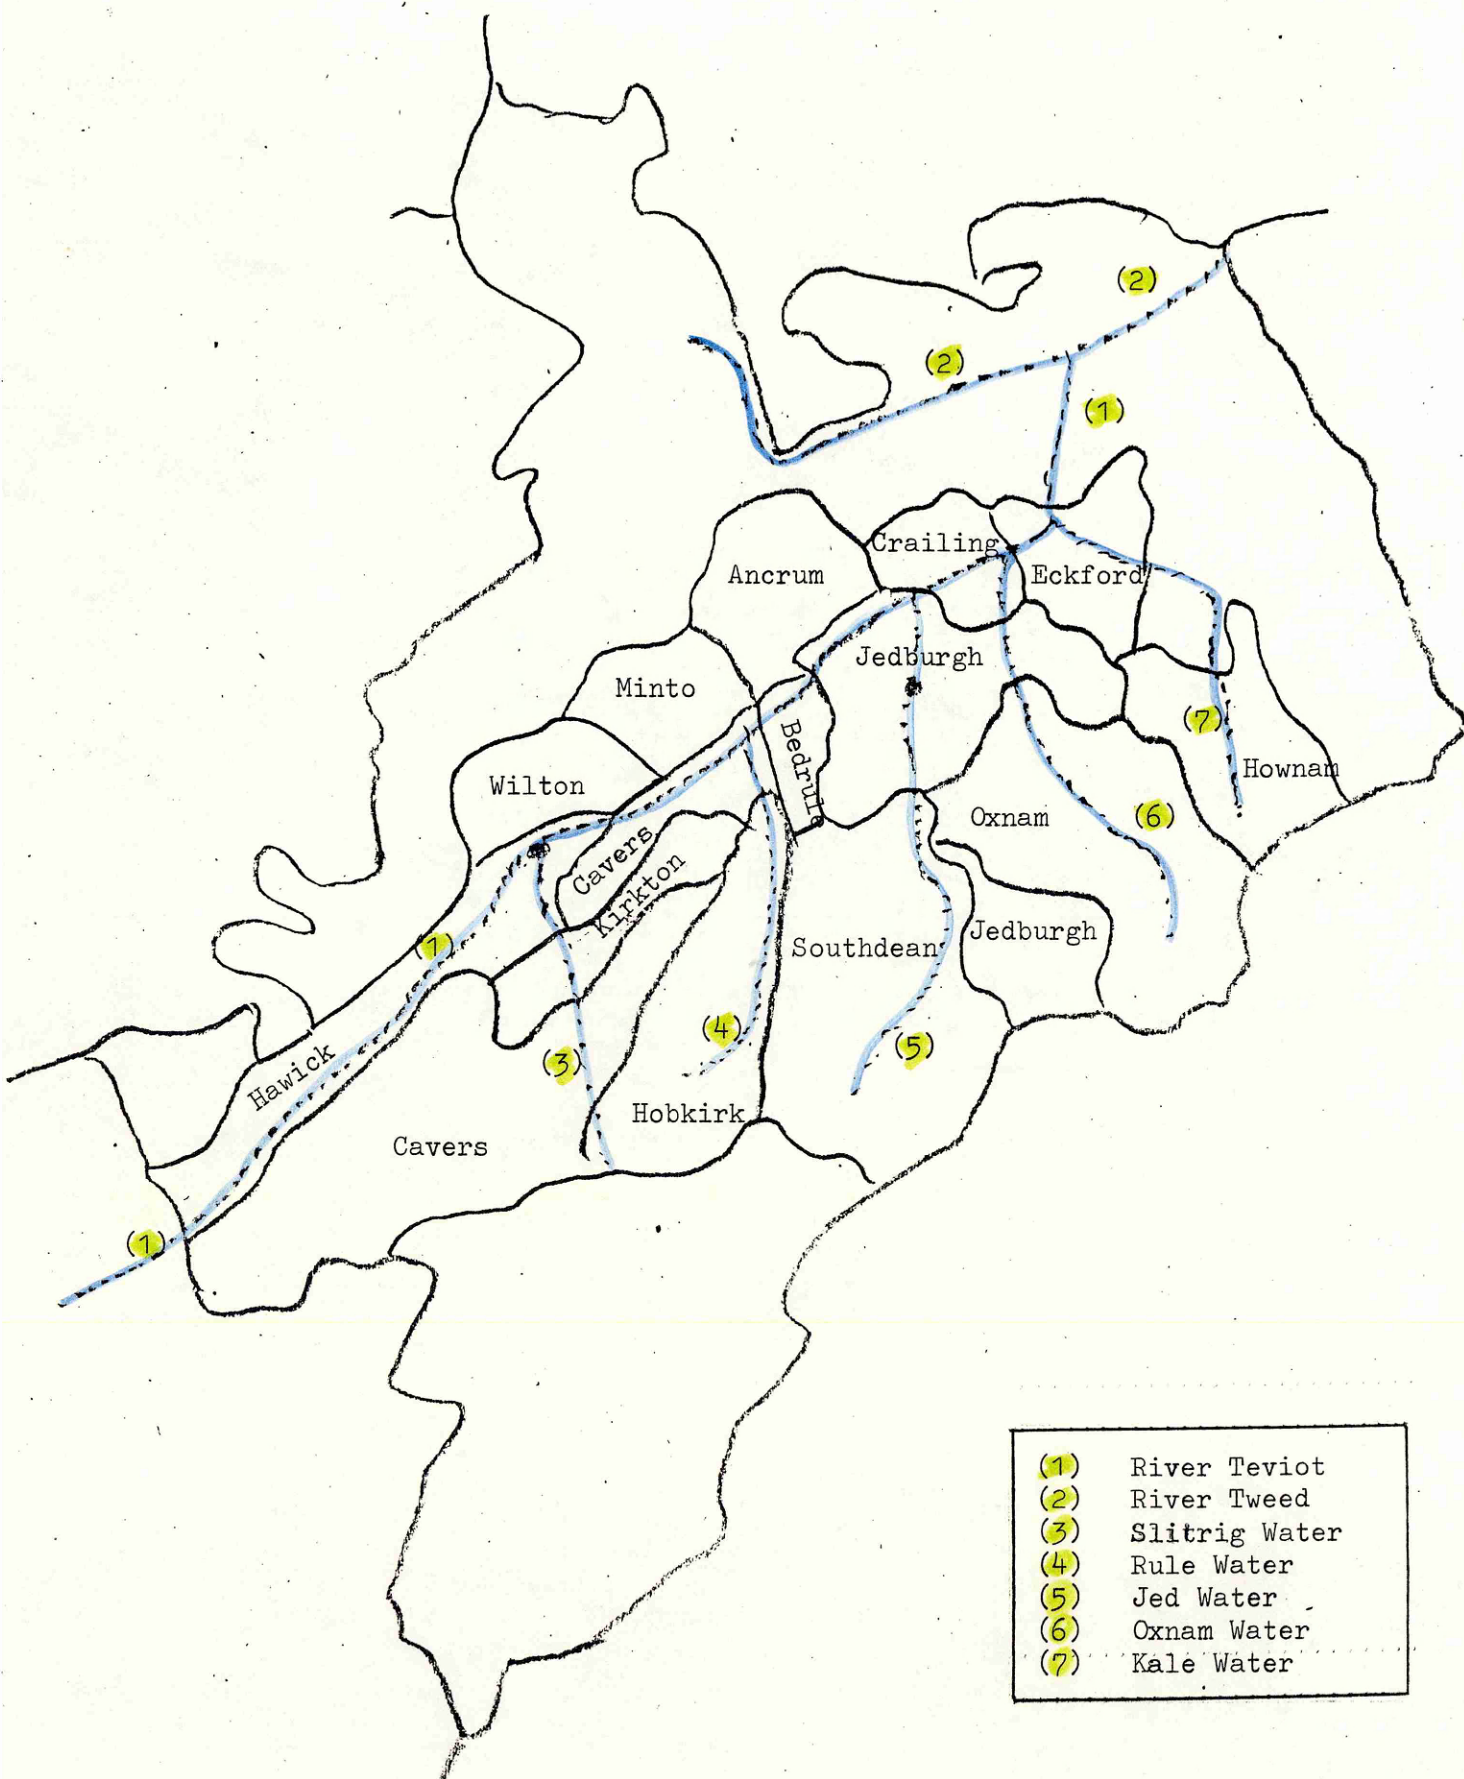 (2)
(2)
(1)
Crailing
Ancrum
Eckford
Jedburgh
Minto
(7)
Bedrule
Hownam
Wilton
Oxnam
(6)
Cavers
Kirkton
Jedburgh
(1)
Southdean
(4)
(5)
(3)
Hawick
Hobkirk
Cavers
(1)
(1) River Teviot
(2) River Tweed
(3) Slitrig Water
(4) Rule Water
(5) Jed Water
(6) Oxnam Water
(7) Kale Water